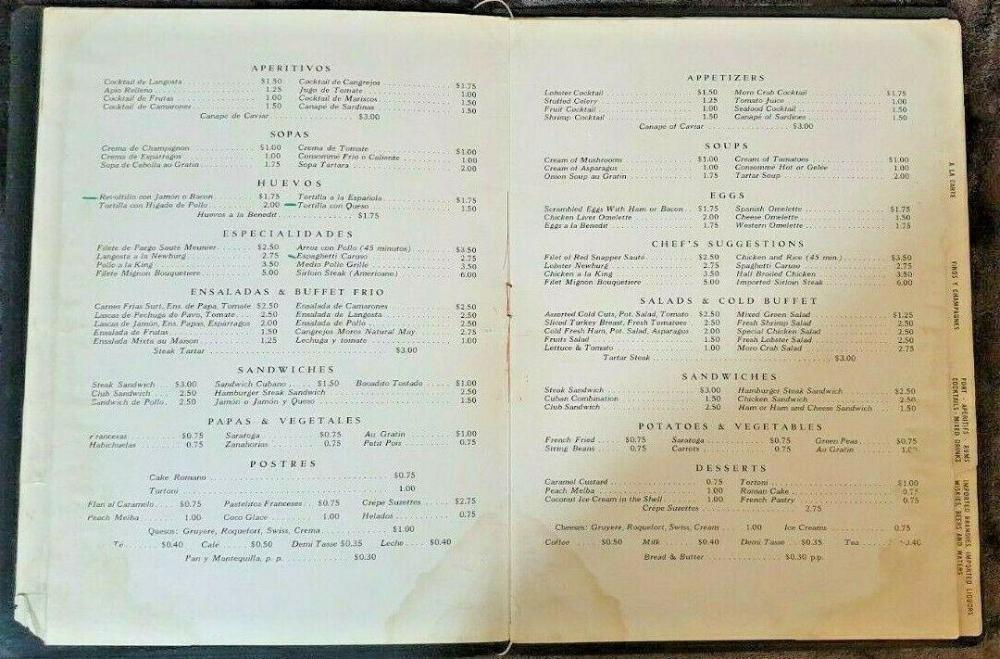 APERITIVOS
Cocktail de Langosta $1.50 Cocktail de Cangrejos $1.75
Apio Relleno 1.25 Jugo de Tomate 1.00
Cocktail de Frutas 1.00 Cocktail de Mariscos 1.50
Cocktail de Camarones 1.50 Canapé de Sardinas 1.50
Canape de Caviar $3.00
SOPAS
Crema de Champignon $1.00 Crema de Tomate $1.00
Crema de Esparragos 1.00 Consommé Frio o Caliente 1.00
Sopa de Cebolla au Gratin 1.75 Sopa Tartara 2.00
HUEVOS
Revoltillo con Jamón o Bacon $1.75 Tortilla a la Española $1.75
Tortilla con Higado de Pollo 2.00 Tortilla con Queso 1.50
Huevos a la Benedit $1.75
ESPECIALIDADES
Filete de Pargo Sauté Meunier $2.50 Arroz con Pollo (45 minutos) $3.50
Langosta a la Newburg 2.75 Espaghetti Caruso 2.75
Pollo a la King 3.50 Medio Pollo Grillé 3.50
Filete Mignon Bouquetiere 5.00 Sirloin Steak (Americano) 6.00
ENSALADAS & BUFFET FRIO
Carnes Frias Surt, Ens. de Papa, Tomate $2.50 Ensalada de Camarones $2.50
Lascas de Pechuga de Pavo, Tomate 2.50 Ensalada de Langosta 2.50
Lascas de Jamón, Ens. Papas, Esparragos 2.00 Ensalada de Pollo 2.50
Ensalada de Frutas 1.50 Cangrejos Moros Natural May 2.75
Ensalada Mixta au Maison 1.25 Lechuga y tomate 1.00
Steak Tartar $3.00
SANDWICHES
Steak Sandwich $3.00 Sandwich Cubano $1.50 Bocadito Tostado $1.00
Club Sandwich 2.50 Hamburger Steak Sandwich 2.50
Sandwich de Pollo 2.50 Jamón o Jamón y Queso 1.50
PAPAS & VEGETALES
Francesas $0.75 Saratoga $0.75 Au Gratin $1.00
Habichuelas 0.75 Zanahorias 0.75 Petit Pois 0.75
POSTRES
Cake Romano $0.75
Tortoni 1.00
Flan al Caramelo $0.75 Pastelitos Franceses $0.75 Crépe Suzettes $2.75
Peach Melba 1.00 Coco Glace 1.00 Helados 0.75
Quesos: Gruyere, Roquefort, Swiss, Crema $1.00
Té $0.40 Café $0.50 Demi Tasse $0.35 Leche $0.40
Pan y Mantequilla, p. p. $0.30
APPETIZERS
Lobster Cocktail $1.50 Moro Crab Cocktail $1.75
Stufted Celery 1.25 Tomato Juice 1.00
Fruit Cocktail 1.00 Seafood Cocktail 1.50
Shrimp Cocktail 1.50 Canapé of Sardines 1.50
Canape of Caviar $3.00
SOUPS
Cream of Mushrooms $1.00 Cream of Tomatoes $1.00
Cream of Asparagus 1.00 Consommé Hot or Gelée 1.00
Onion Soup au Gratin 1.75 Tartar Soup 2.00
EGGS
Scrambled Eggs With Ham or Bacon $1.75 Spanish Omelette $1.75
Chicken Liver Omelette 2.00 Cheese Omelette 1.50
Eggs a la Benedit 1.75 Western Omelette 1.75
CHEF'S SUGGESTIONS
Filet of Red Snapper Sauté $2.50 Chicken and Rice (45 min.) $3.50
Lobster Newburg 2.75 Spaghetti Caruso 2.75
Chicken a la King 3.50 Half Broiled Chicken 3.50
Filet Mignon Bouquetiere 5.00 Imported Sirloin Steak 6.00
SALADS & COLD BUFFET
Assorted Cold Cuts, Pot. Salad, Tomato $2.50 Mixed Green Salad $1.25
Sliced Turkey Breast, Fresh Tomatoes 2.50 Fresh Shrimp Salad 2.50
Cold Fresh Ham, Pot. Salad, Asparagus 2.00 Special Chicken Salad 2.50
Fruits Salad 1.50 Fresh Lobster Salad 2.50
Lettuce & Tomato 1.00 Moro Crab Salad 2.75
Tartar Steak $3.00
SANDWICHES
Steak Sandwich $3.00 Hamburger Steak Sandwich $2.50
Cuban Combination 1.50 Chicken Sandwich 2.50
Club Sandwich 2.50 Ham or Ham and Cheese Sandwich 1.50
POTATOES & VEGETABLES
French Fried $0.75 Saratoga $0.75 Green Peas $0.75
String Beans 0.75 Carrots 0.75 Au Gratin
DESSERTS
Caramel Custard 0.75 Tortoni $1.00
Peach Melba 1.00 Roman Cake 0.75
Coconut Ice Cream in the Shell 1.00 French Pastry 0.75
Crépe Suzettes 2.75
Cheeses: Gruyére, Roquefort, Swiss, Cream 1.00 Ice Creams 0.75
Coffee $0.50 Milk $0.40 Demi Tasse $0.35 Tea
Bread & Butter $0.30 p.p.
A LA CARTE
VINOS Y CHAMPAGNES
PORT - APERITIFS - RUMS
COCKTAILS - MIXED DRINKS
IMPORTED BRANDIES IMPORTED LIQUORS
WISKIES, BEERS AND WATERS